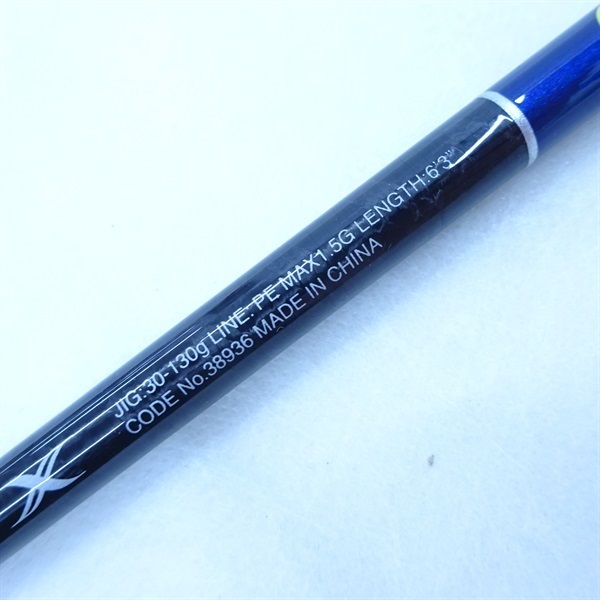 JIG:30-130g LINE: PE MAX1.5G LENGTH:6'3"
CODE No.38936 MADE IN CHINA